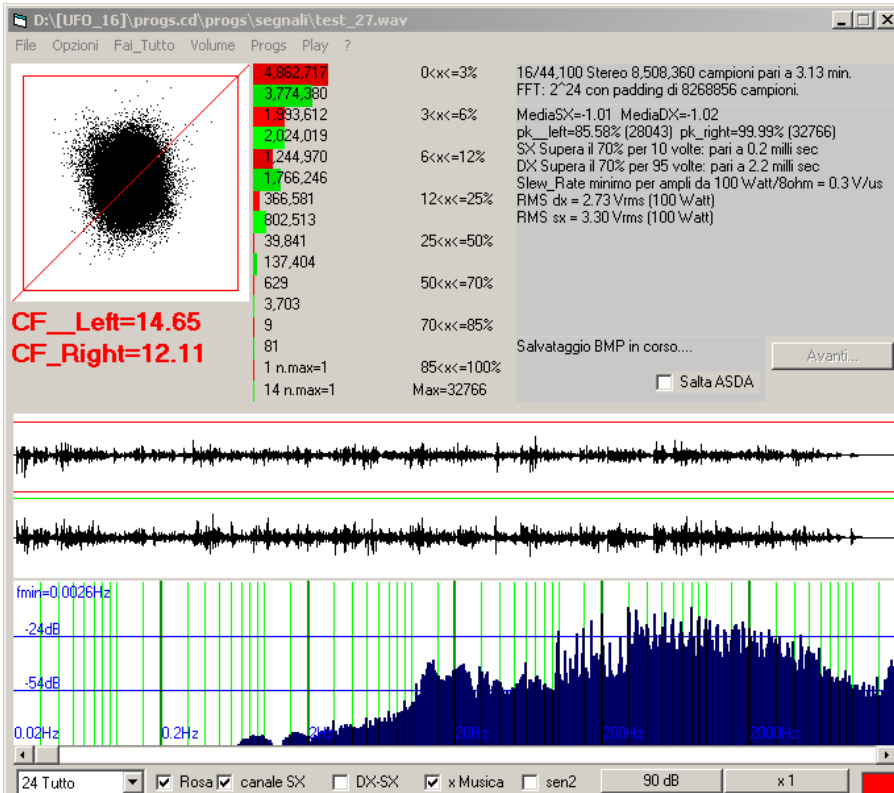 D:\[UFO_16]\progs.cd\progs\segnali\test_27.wav
File Opzioni Fai_Tutto Volume Progs Play ?
4,862,717 0<x<=3%
3,774,380
1,993,612 3<x<=6%
2,024,019
1,244,970 6<x<=12%
1,766,246
366,581 12<x<=25%
802,513
39,841 25<x<=50%
137,404
629 50<x<=70%
3,703
9 70<x<=85%
81
1 n.max=1 85<x<=100%
14 n.max=1 Max=32766
16/44,100 Stereo 8,508,360 campioni pari a 3.13 min.
FFT: 2^24 con padding di 8268856 campioni.
MediaSX=-1.01 MediaDX=-1.02
pk__left=85.58% (28043) pk_right=99.99% (32766)
SX Supera il 70% per 10 volte: pari a 0.2 milli sec
DX Supera il 70% per 95 volte: pari a 2.2 milli sec
Slew_Rate minimo per ampli da 100 Watt/8ohm = 0.3 V/us
RMS dx = 2.73 Vrms (100 Watt)
RMS sx = 3.30 Vrms (100 Watt)
CF__Left=14.65
CF_Right=12.11
Salvataggio BMP in corso....
Avanti...
Salta ASDA
fmin=0.0026Hz
-24dB
-54dB
0.02Hz 0.2Hz 2Hz 20Hz 200Hz 2000Hz
24 Tutto Rosa canale SX DX-SX x Musica sen2 90 dB x 1